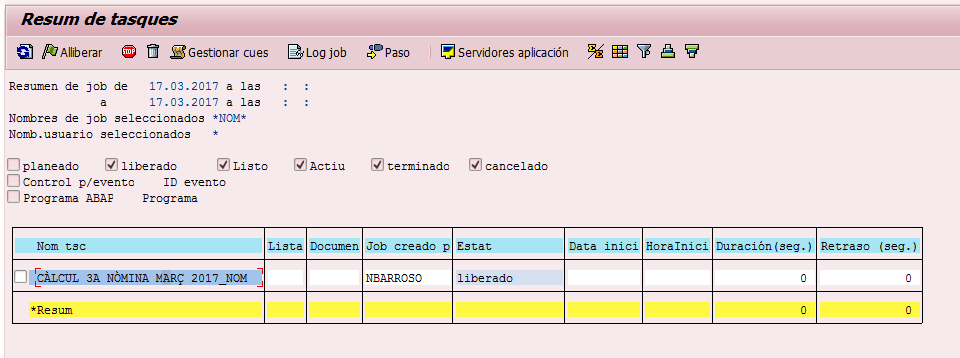 Resum de tasques
Alliberar Gestionar cues Log job Paso Servidores aplicación
Resumen de job de 17.03.2017 a las : :
a 17.03.2017 a las : :
Nombres de job seleccionados *NOM*
Nomb.usuario seleccionados *
planeado liberado Listo Actiu terminado cancelado
Control p/evento ID evento
Programa ABAP Programa
Nom tsc Lista Documen Job creado p Estat Data inici HoraInici Duración(seg.) Retraso (seg.)
CÀLCUL 3A NÒMINA MARÇ 2017_NOM NBARROSO liberado 0 0
*Resum 0 0